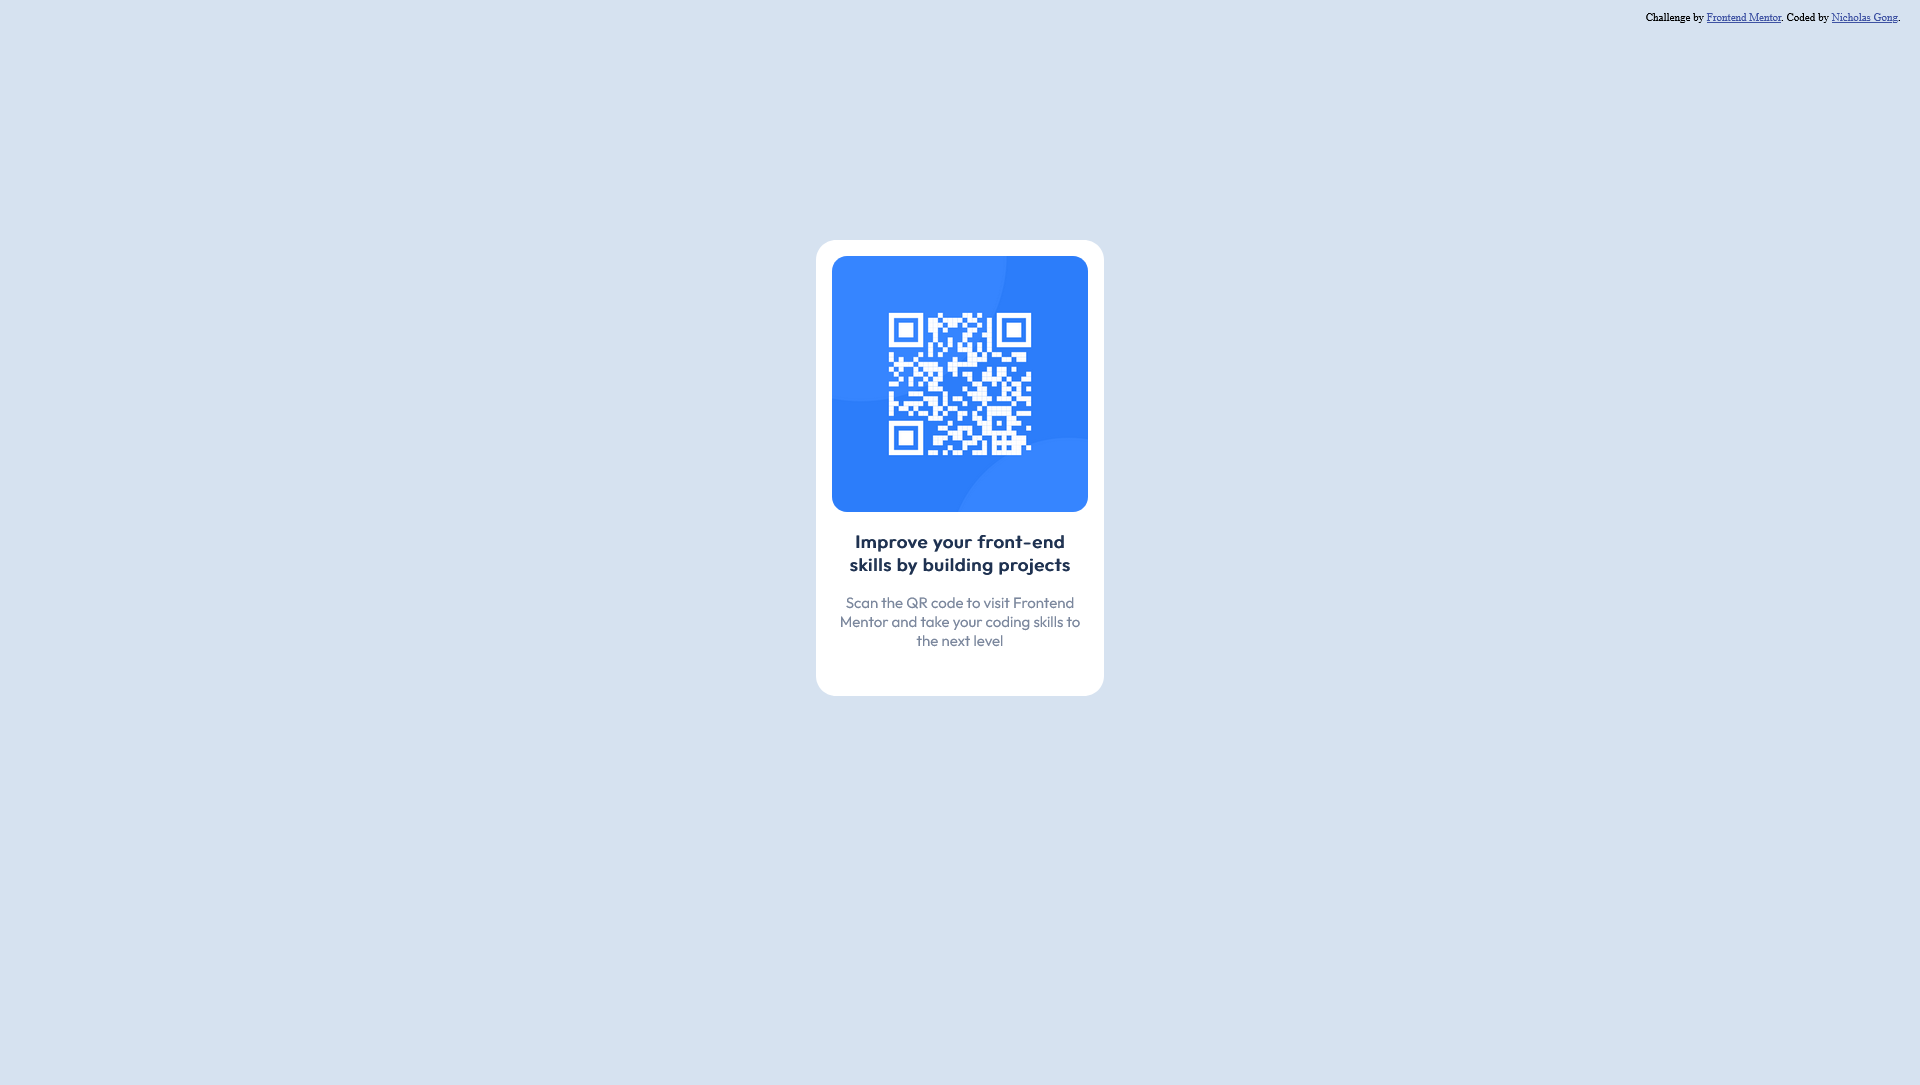 Challenge by Frontend Mentor. Coded by Nicholas Gong.
Improve your front-end
skills by building projects
Scan the QR code to visit Frontend
Mentor and take your coding skills to
the next level